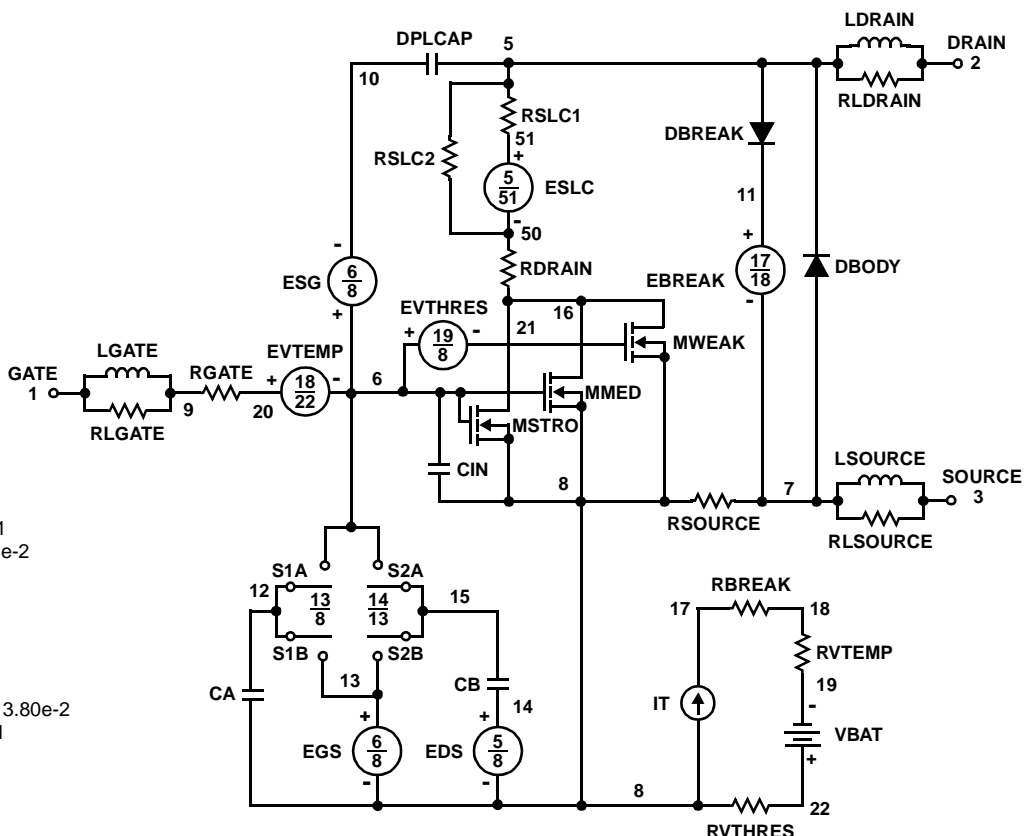 LDRAIN
DPLCAP 5 DRAIN
2
10
RLDRAIN
RSLC1
DBREAK
51
RSLC2
+
5
51
ESLC
11
-
50
+
-
17
18
DBODY
6
8
ESG
RDRAIN
EBREAK
-
EVTHRES
16
+
21
+
19
8
-
MWEAK
LGATE
EVTEMP
GATE
1
RGATE
+
18
22
-
6
MMED
9
20
MSTRO
RLGATE
LSOURCE
CIN
SOURCE
3
8
7
RSOURCE
RLSOURCE
e-2
S1A
S2A
12
13
8
14
13
15
RBREAK
17
18
S1B
S2B
RVTEMP
13
CB
19
CA
-
3.80e-2
14
IT
+
+
VBAT
EGS
6
8
EDS
5
8
+
-
-
8
22
RVTHRES